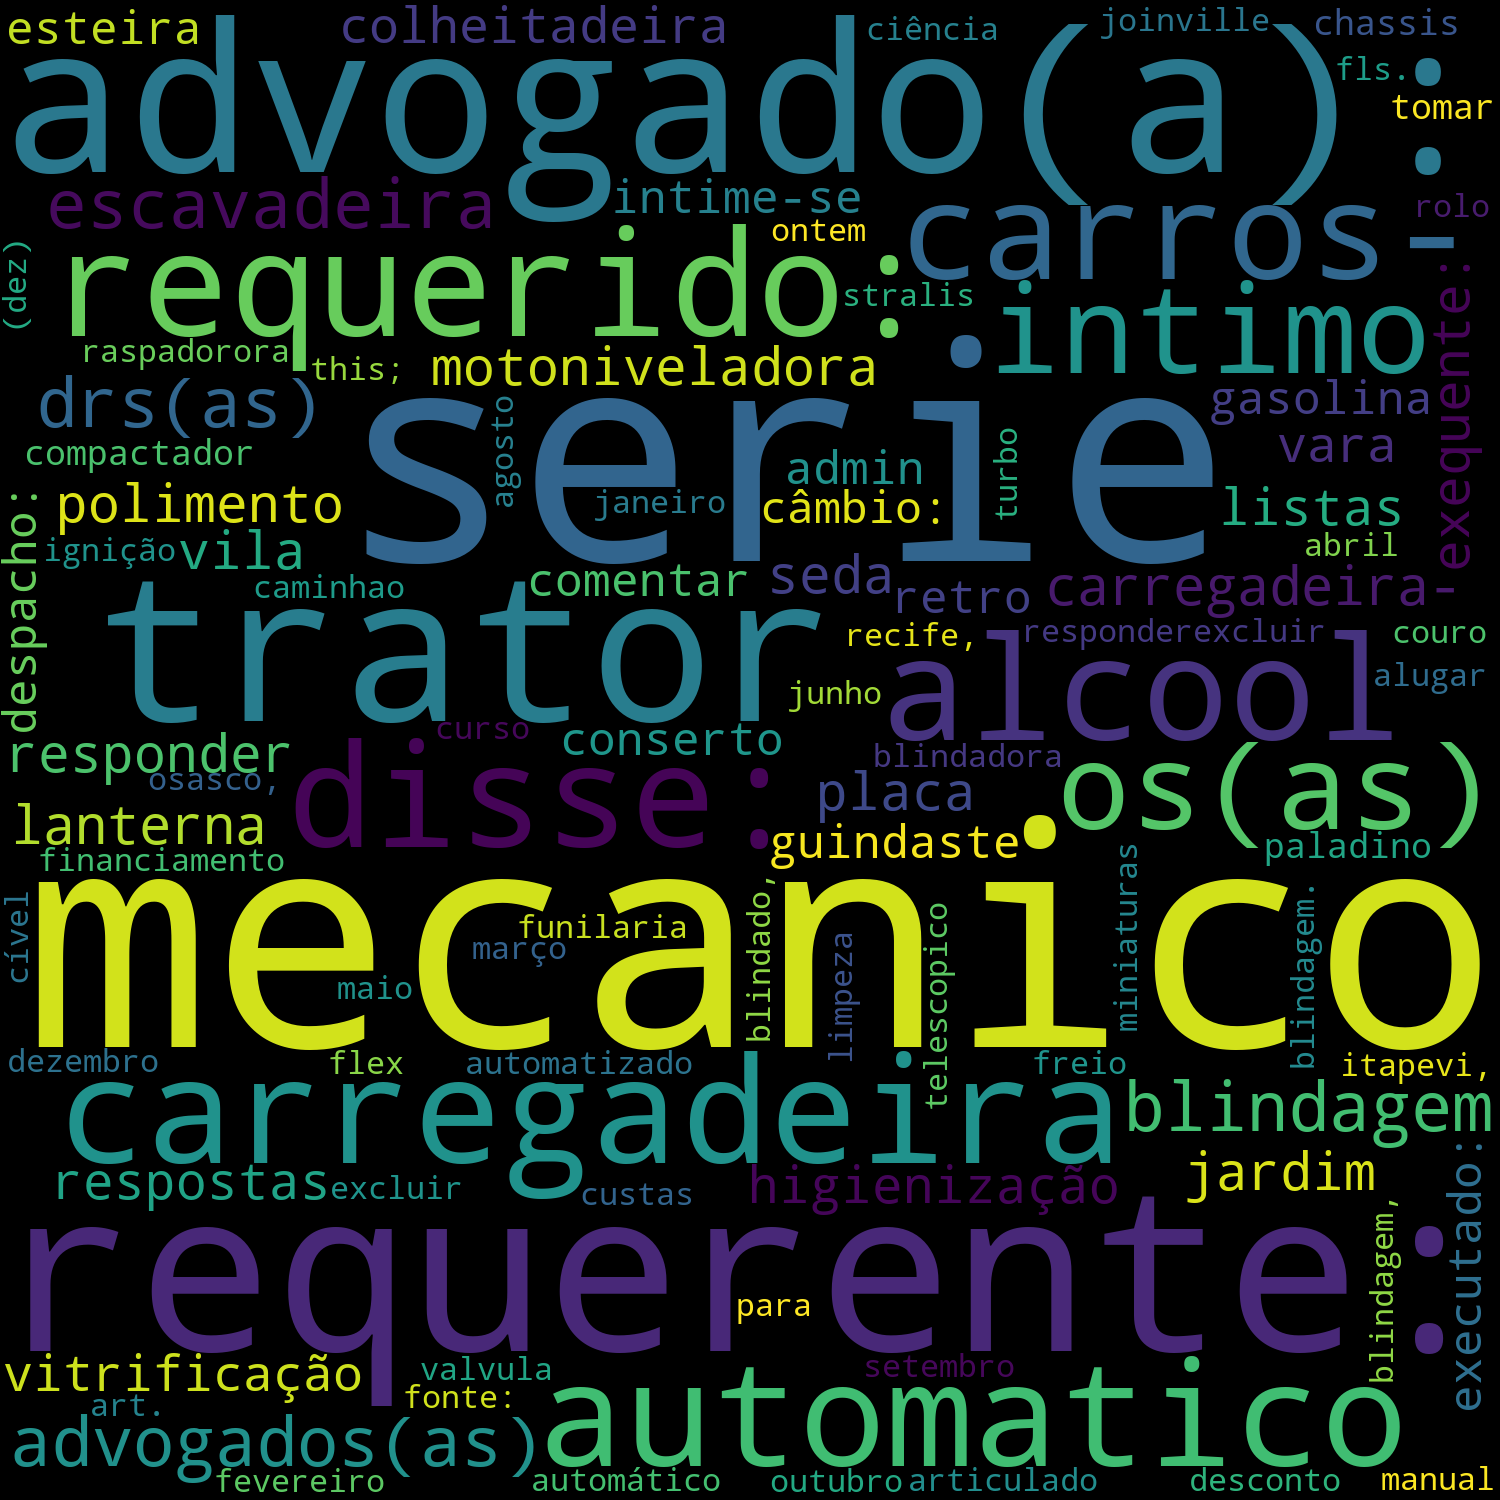 esteira
colheitadeira
ciência
joinville
chassis
advogado(a):
fls.
tomar
escavadeira
intime-se
carros-
rolo
ontem
requerido:
(dez)
stralis
intimo
exequente:
raspadorora
this;
motoniveladora
drs(as)
serie
gasolina
agosto
turbo
vara
compactador
admin
polimento
janeiro
câmbio:
listas
despacho:
ignição
vila
abril
caminhao
comentar
seda
retro
carregadeira-
trator
recife,
responderexcluir
couro
alcool
junho
alugar
curso
responder
conserto
blindadora
disse:
os(as)
osasco,
placa
lanterna
guindaste
paladino
financiamento
mecanico
cível
funilaria
março
blindado,
limpeza
telescopico
miniaturas
blindagem.
maio
dezembro
flex
automatizado
freio
itapevi,
carregadeira
blindagem
respostas
excluir
custas
higienização
jardim
executado:
requerente:
blindagem,
para
vitrificação
valvula
setembro
fonte:
art.
automatico
advogados(as)
fevereiro
automático
outubro
articulado
desconto
manual